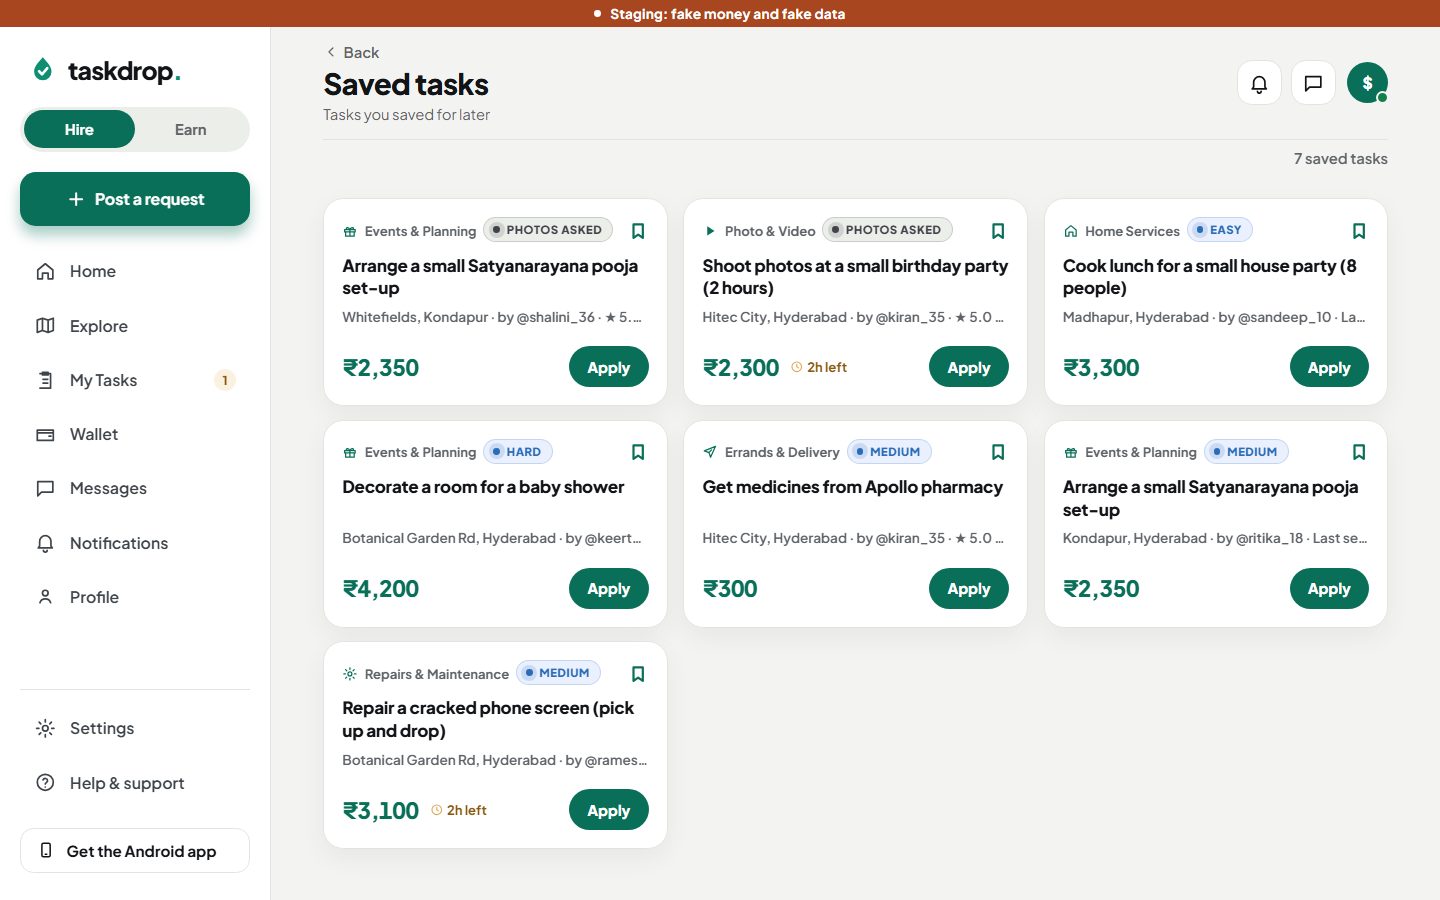 Staging: fake money and fake data
taskdrop.
Hire
Earn
Post a request
Home
Explore
My Tasks
1
Wallet
Messages
Notifications
Profile
Settings
Help & support
Get the Android app
Back
Saved tasks
Tasks you saved for later
$
7 saved tasks
Events & Planning
PHOTOS ASKED
Arrange a small Satyanarayana pooja
set-up
Whitefields, Kondapur · by @shalini_36 · ★ 5....
₹2,350
Apply
Photo & Video
PHOTOS ASKED
Shoot photos at a small birthday party
(2 hours)
Hitec City, Hyderabad · by @kiran_35 · ★ 5.0 ...
₹2,300
2h left
Apply
Home Services
EASY
Cook lunch for a small house party (8
people)
Madhapur, Hyderabad · by @sandeep_10 · La...
₹3,300
Apply
Events & Planning
HARD
Decorate a room for a baby shower
Botanical Garden Rd, Hyderabad · by @keert...
₹4,200
Apply
Errands & Delivery
MEDIUM
Get medicines from Apollo pharmacy
Hitec City, Hyderabad · by @kiran_35 · ★ 5.0 ...
₹300
Apply
Events & Planning
MEDIUM
Arrange a small Satyanarayana pooja
set-up
Kondapur, Hyderabad · by @ritika_18 · Last se...
₹2,350
Apply
Repairs & Maintenance
MEDIUM
Repair a cracked phone screen (pick
up and drop)
Botanical Garden Rd, Hyderabad · by @rames...
₹3,100
2h left
Apply